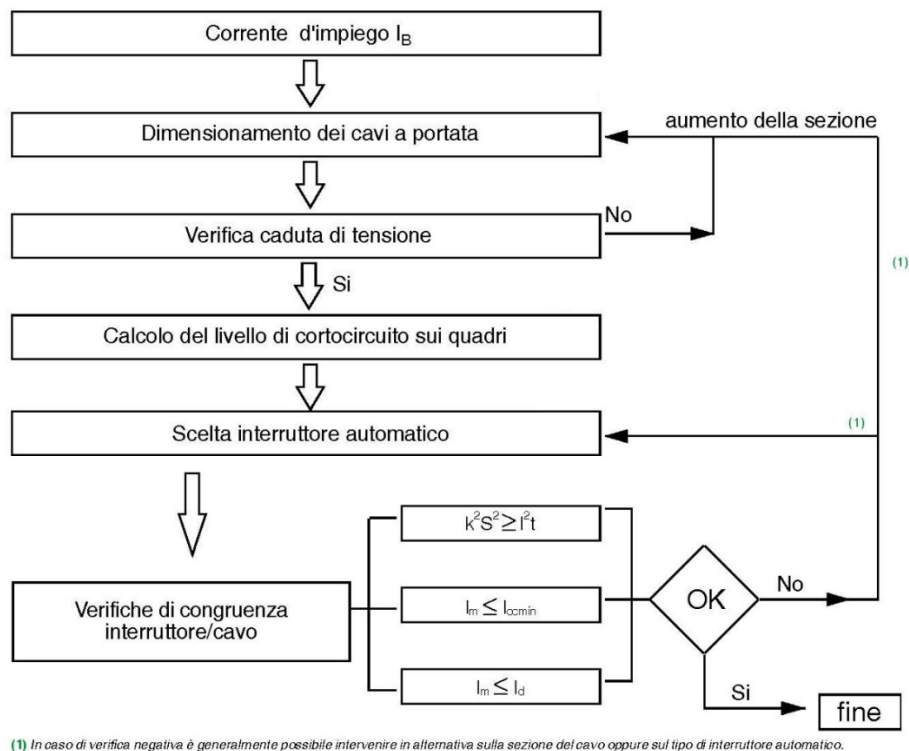 Corrente d'impiego I_B
Dimensionamento dei cavi a portata
aumento della sezione
Verifica caduta di tensione
No
Si
(1)
Calcolo del livello di cortocircuito sui quadri
Scelta interruttore automatico
(1)
k²S² ≥ I²t
Verifiche di congruenza
interruttore/cavo
I_m ≤ I_ccmin
OK
No
I_m ≤ I_d
Si
fine
(1) In caso di verifica negativa è generalmente possibile intervenire in alternativa sulla sezione del cavo oppure sul tipo di interruttore automatico.